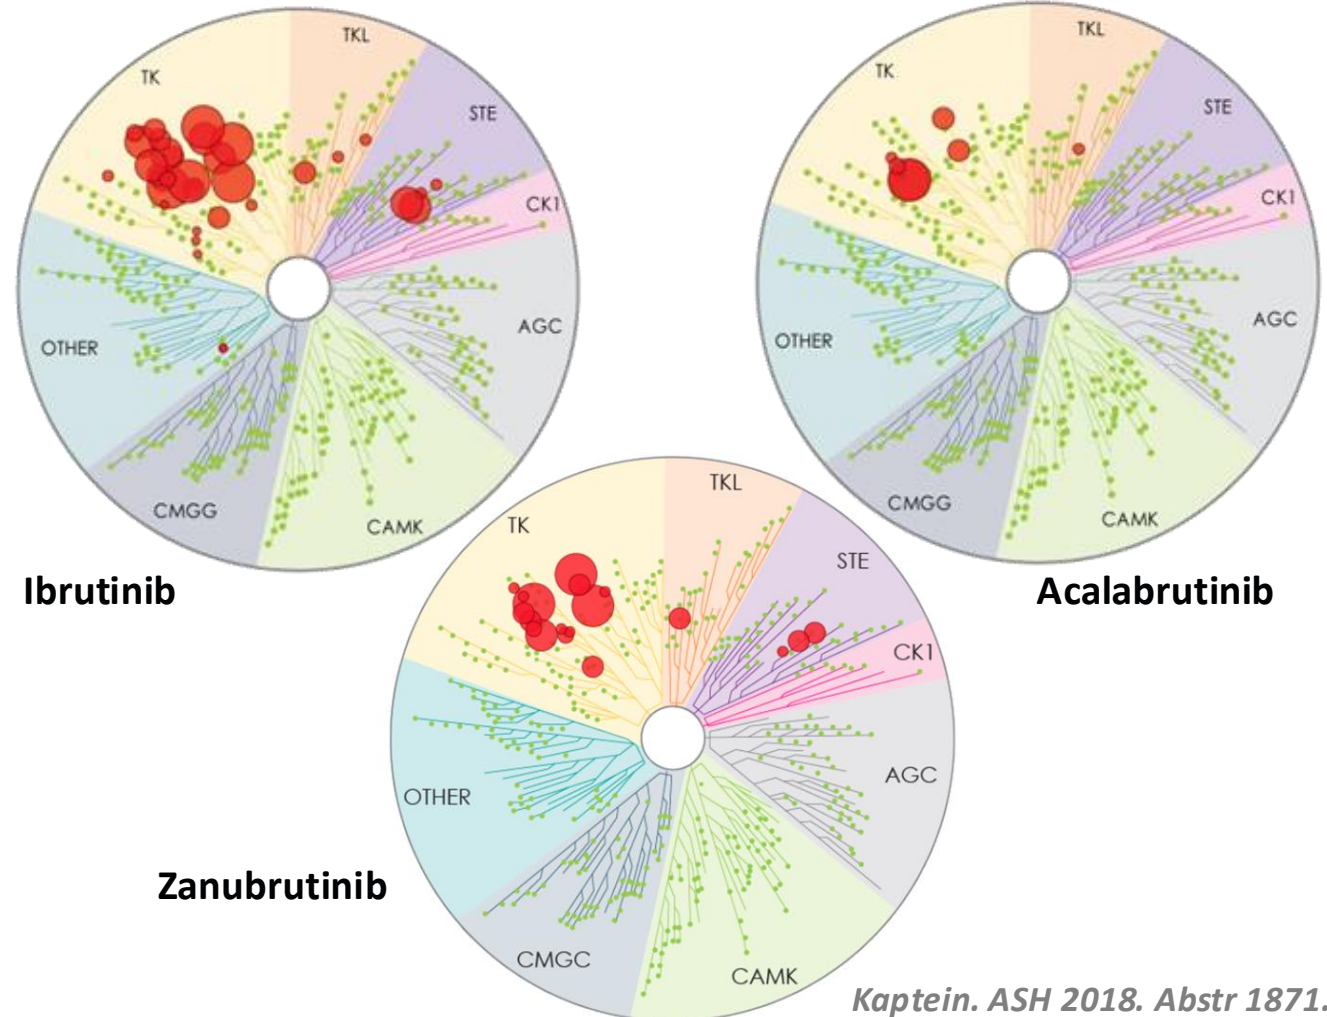 TKL
TK
STE
CK1
AGC
OTHER
CMGG
CAMK
Ibrutinib
TKL
TK
STE
CK1
AGC
OTHER
CMGG
CAMK
Acalabrutinib
TKL
TK
STE
CK1
AGC
OTHER
CMGC
CAMK
Zanubrutinib
Kaptein. ASH 2018. Abstr 1871.